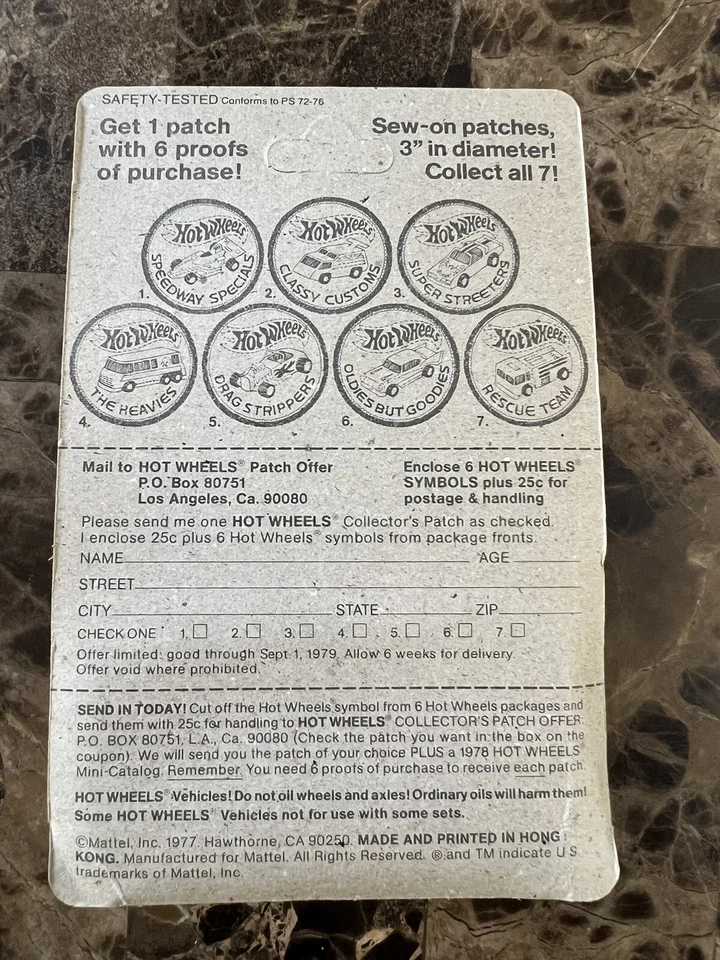 SAFETY-TESTED Conforms to PS 72-76
Get 1 patch
with 6 proofs
of purchase!
Sew-on patches,
3" in diameter!
Collect all 7!
Hot Wheels
SPEEDWAY SPECIALS
1.
Hot Wheels
CLASSY CUSTOMS
2.
Hot Wheels
SUPER STREETERS
3.
Hot Wheels
THE HEAVIES
4.
Hot Wheels
DRAG STRIPPERS
5.
Hot Wheels
OLDIES BUT GOODIES
6.
Hot Wheels
RESCUE TEAM
7.
Mail to HOT WHEELS® Patch Offer
P.O. Box 80751
Los Angeles, Ca. 90080
Enclose 6 HOT WHEELS®
SYMBOLS plus 25c for
postage & handling
Please send me one HOT WHEELS® Collector's Patch as checked.
I enclose 25c plus 6 Hot Wheels® symbols from package fronts.
NAME AGE
STREET
CITY STATE ZIP
CHECK ONE 1. 2. 3. 4. 5. 6. 7.
Offer limited: good through Sept 1, 1979. Allow 6 weeks for delivery.
Offer void where prohibited.
SEND IN TODAY! Cut off the Hot Wheels symbol from 6 Hot Wheels packages and
send them with 25c for handling to HOT WHEELS® COLLECTOR'S PATCH OFFER
P.O. BOX 80751, L.A., Ca. 90080 (Check the patch you want in the box on the
coupon). We will send you the patch of your choice PLUS a 1978 HOT WHEELS
Mini-Catalog. Remember. You need 6 proofs of purchase to receive each patch.
HOT WHEELS® Vehicles! Do not oil wheels and axles! Ordinary oils will harm them!
Some HOT WHEELS® Vehicles not for use with some sets.
©Mattel, Inc. 1977. Hawthorne, CA 90250. MADE AND PRINTED IN HONG
KONG. Manufactured for Mattel. All Rights Reserved. ® and TM indicate U S
trademarks of Mattel, Inc.